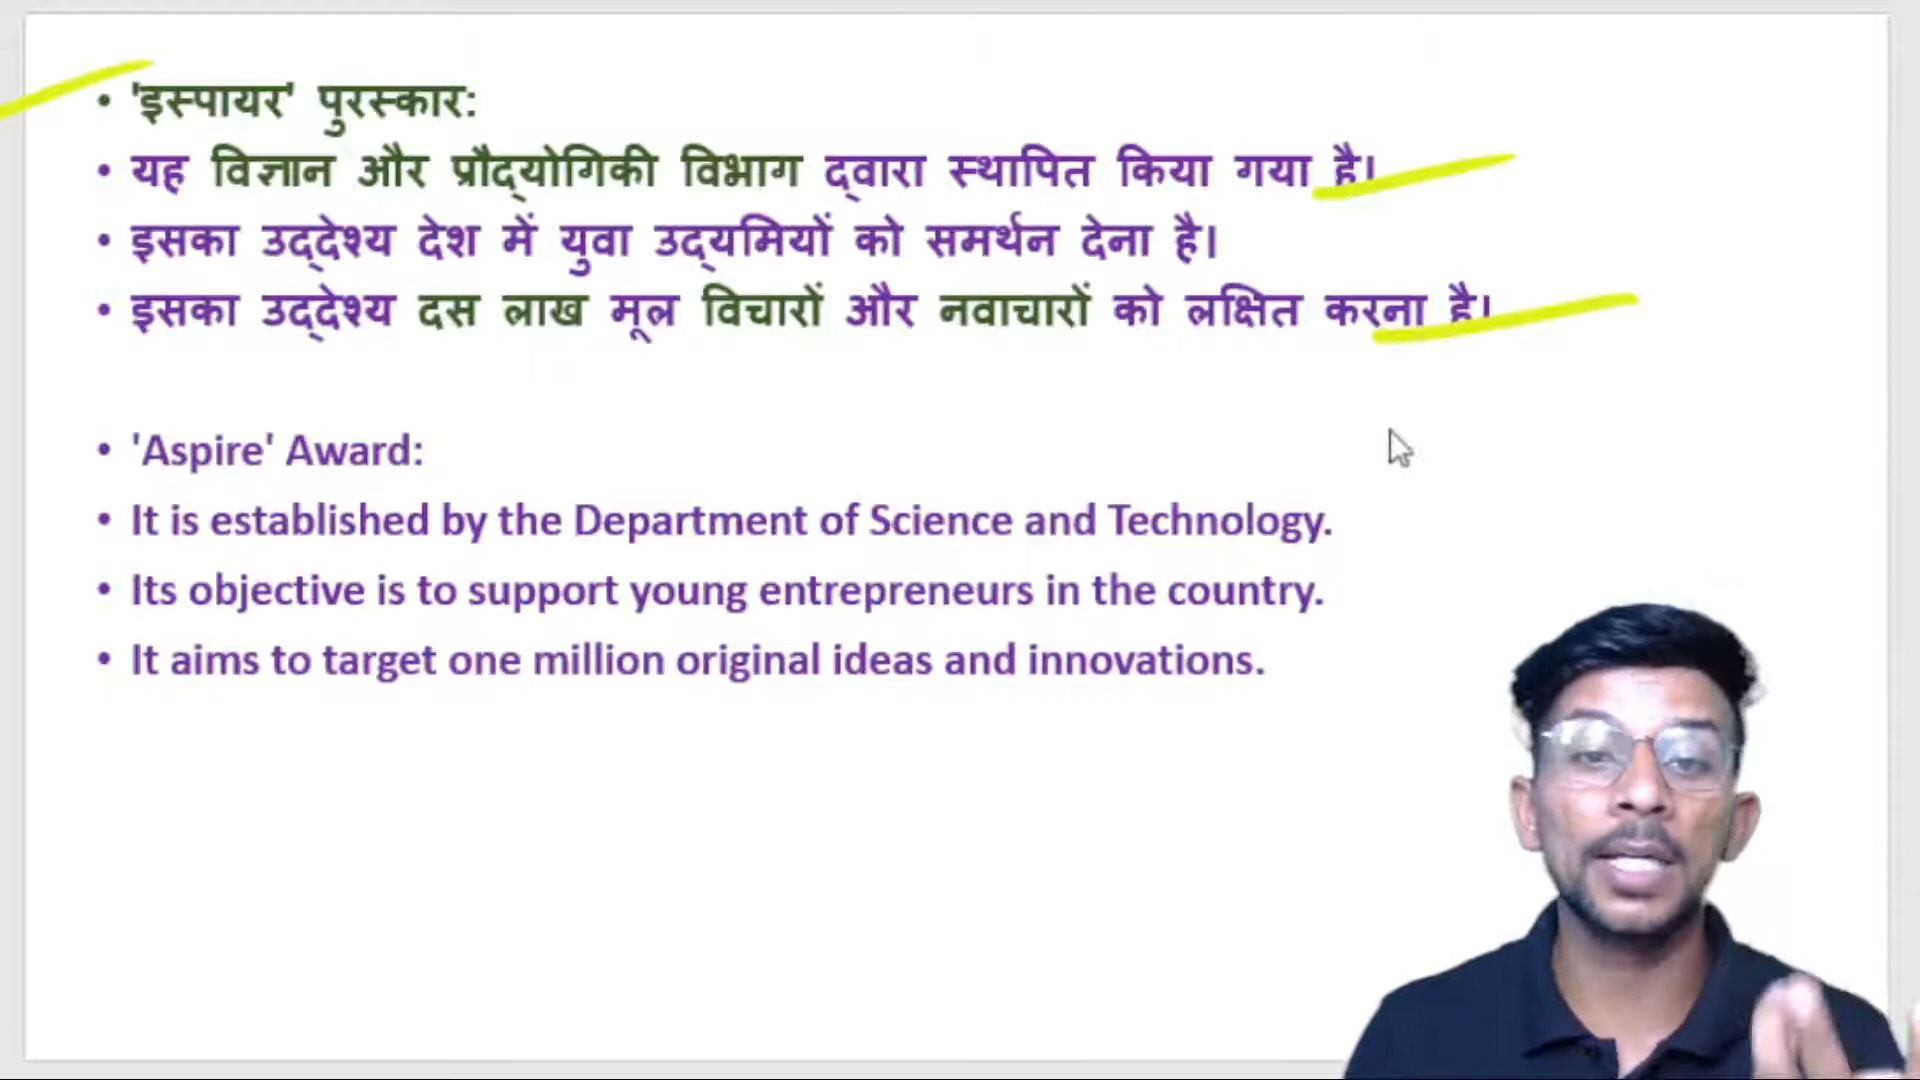 • 'इस्पायर' पुरस्कार:
• यह विज्ञान और प्रौद्योगिकी विभाग द्वारा स्थापित किया गया है।
• इसका उद्देश्य देश में युवा उद्यमियों को समर्थन देना है।
• इसका उद्देश्य दस लाख मूल विचारों और नवाचारों को लक्षित करना है।
• 'Aspire' Award:
• It is established by the Department of Science and Technology.
• Its objective is to support young entrepreneurs in the country.
• It aims to target one million original ideas and innovations.